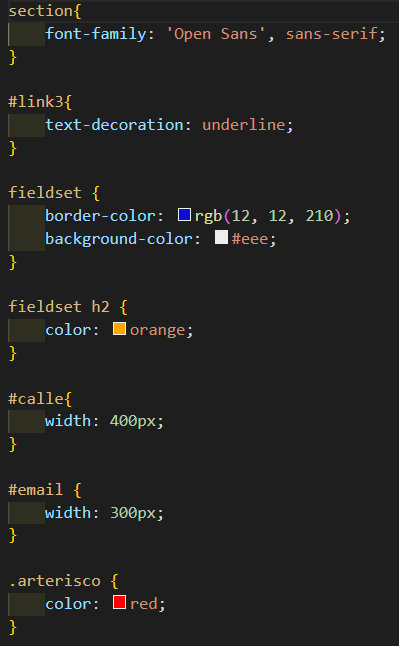 section{
    font-family: 'Open Sans', sans-serif;
}

#link3{
    text-decoration: underline;
}

fieldset {
    border-color: rgb(12, 12, 210);
    background-color: #eee;
}

fieldset h2 {
    color: orange;
}

#calle{
    width: 400px;
}

#email {
    width: 300px;
}

.arterisco {
    color: red;
}